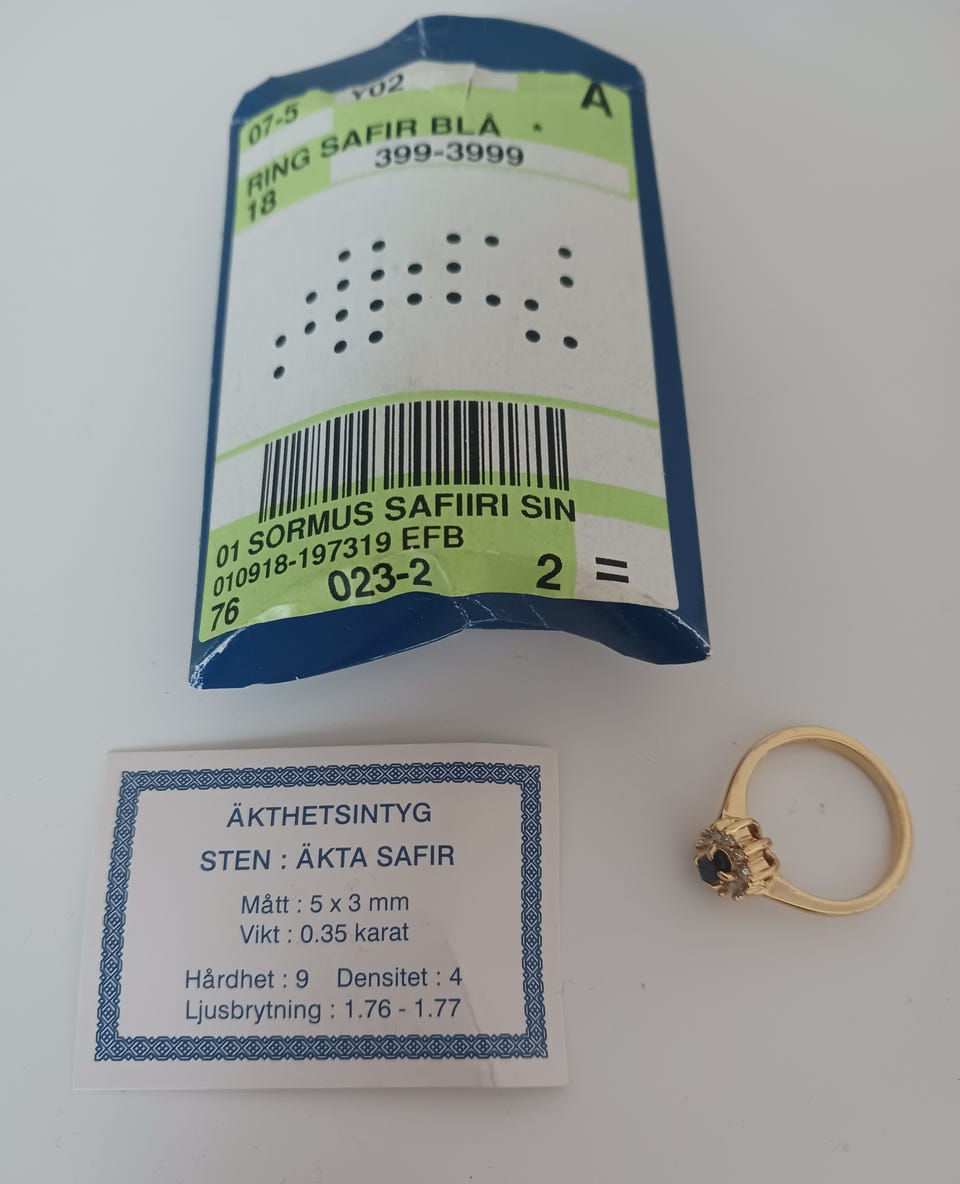 07-5 Y02 A
RING SAFIR BLÅ *
18 399-3999
01 SORMUS SAFIIRI SIN
010918-197319 EFB
76 023-2 2 =
ÄKTHETSINTYG
STEN : ÄKTA SAFIR
Mått : 5 x 3 mm
Vikt : 0.35 karat
Hårdhet : 9 Densitet : 4
Ljusbrytning : 1.76 - 1.77